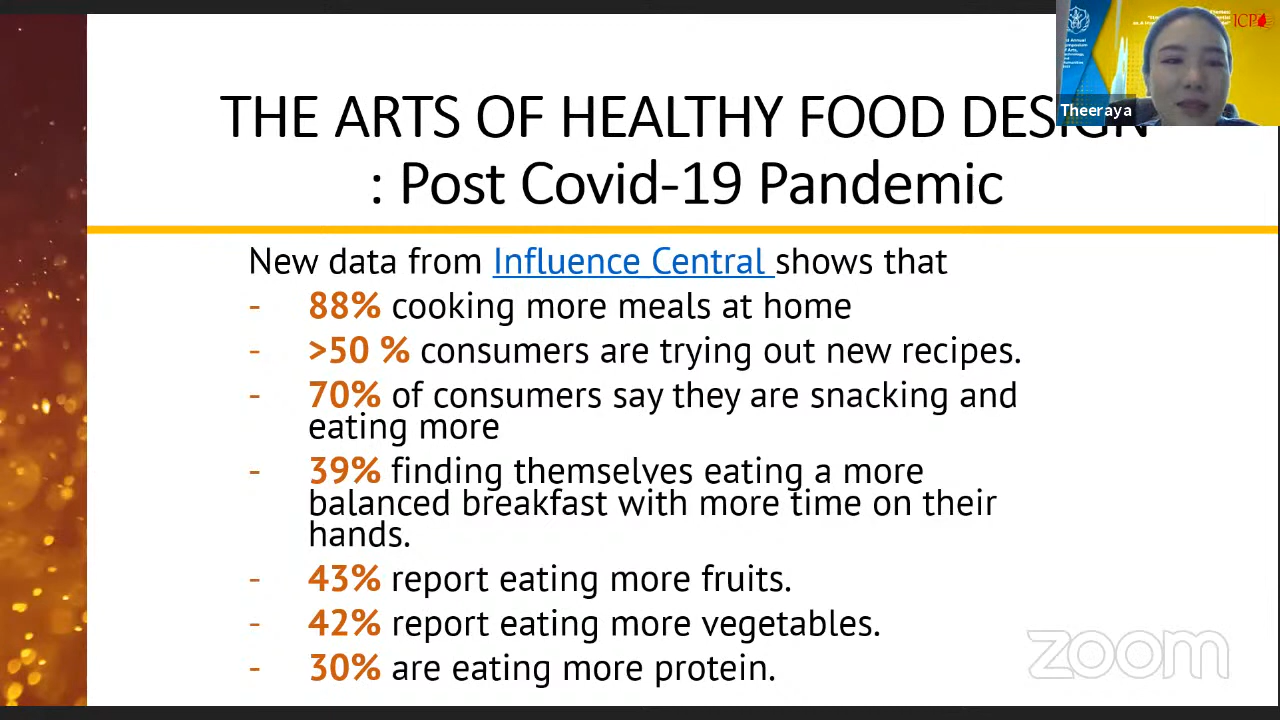 THE ARTS OF HEALTHY FOOD DESIGN
: Post Covid-19 Pandemic
ICPO
Theeraya
New data from Influence Central shows that
- 88% cooking more meals at home
- >50 % consumers are trying out new recipes.
- 70% of consumers say they are snacking and
eating more
- 39% finding themselves eating a more
balanced breakfast with more time on their
hands.
- 43% report eating more fruits.
- 42% report eating more vegetables.
- 30% are eating more protein.
zoom